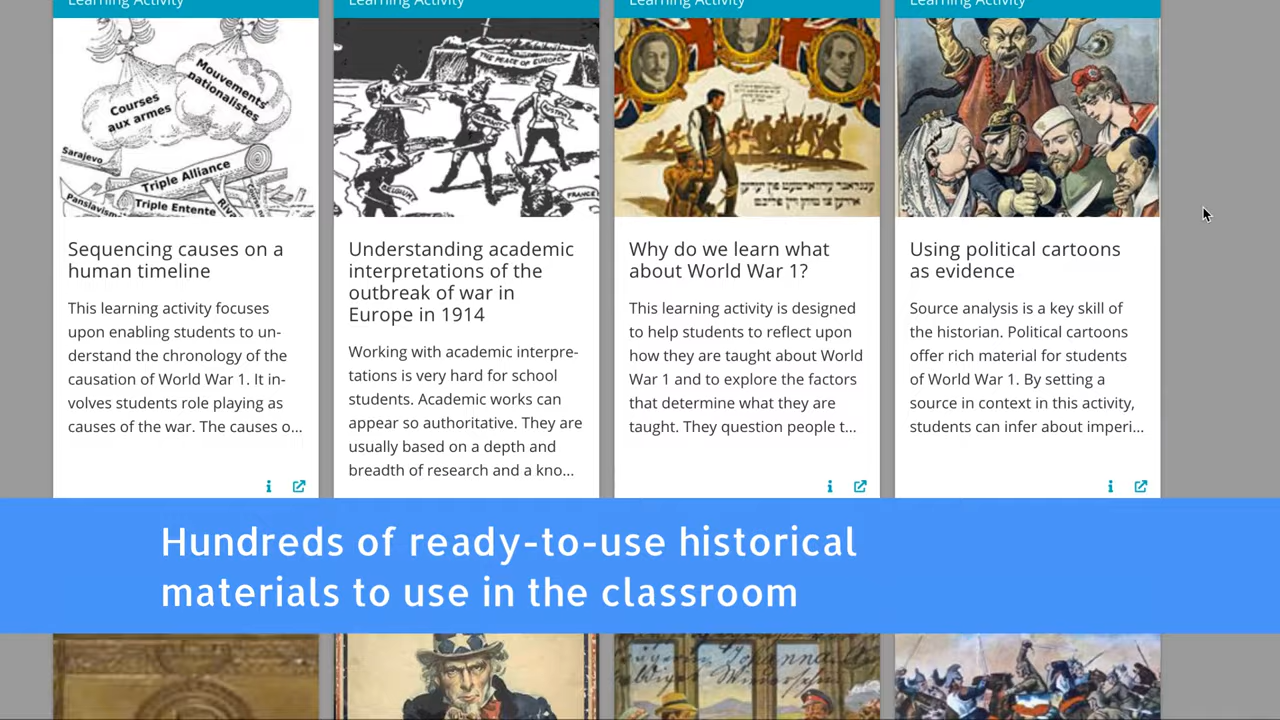 Learning Activity
Learning Activity
Learning Activity
Learning Activity
Courses
aux armes
Mouvements
nationalistes
Sarajevo
Triple Alliance
Triple Entente
Panslavism
THE PEACE OF EUROPE
GERMANY
AUSTRIA
BELGIUM
FRANCE
Sequencing causes on a
human timeline
This learning activity focuses
upon enabling students to un-
derstand the chronology of the
causation of World War 1. It in-
volves students role playing as
causes of the war. The causes o...
Understanding academic
interpretations of the
outbreak of war in
Europe in 1914
Working with academic interpre-
tations is very hard for school
students. Academic works can
appear so authoritative. They are
usually based on a depth and
breadth of research and a kno...
Why do we learn what
about World War 1?
This learning activity is designed
to help students to reflect upon
how they are taught about World
War 1 and to explore the factors
that determine what they are
taught. They question people t...
Using political cartoons
as evidence
Source analysis is a key skill of
the historian. Political cartoons
offer rich material for students
of World War 1. By setting a
source in context in this activity,
students can infer about imperi...
Hundreds of ready-to-use historical
materials to use in the classroom